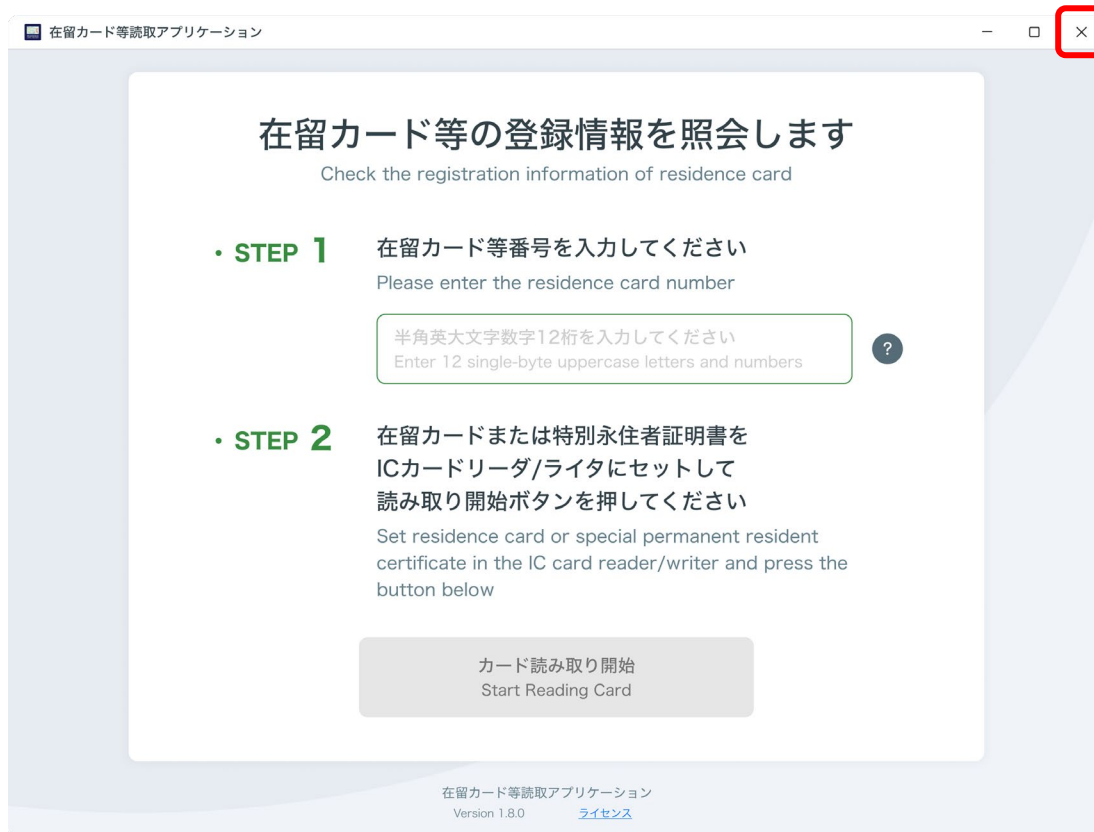 在留カード等読取アプリケーション
在留カード等の登録情報を照会します
Check the registration information of residence card
・STEP 1
在留カード等番号を入力してください
Please enter the residence card number
半角英大文字数字12桁を入力してください
Enter 12 single-byte uppercase letters and numbers
?
・STEP 2
在留カードまたは特別永住者証明書を
ICカードリーダ/ライタにセットして
読み取り開始ボタンを押してください
Set residence card or special permanent resident
certificate in the IC card reader/writer and press the
button below
カード読み取り開始
Start Reading Card
在留カード等読取アプリケーション
Version 1.8.0 ライセンス